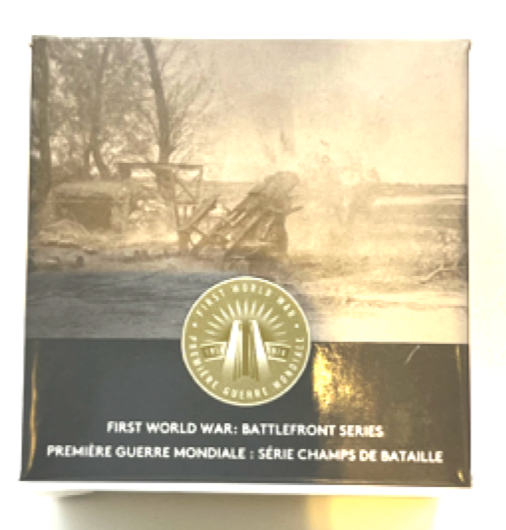 FIRST WORLD WAR
PREMIÈRE GUERRE MONDIALE
FIRST WORLD WAR: BATTLEFRONT SERIES
PREMIÈRE GUERRE MONDIALE : SÉRIE CHAMPS DE BATAILLE